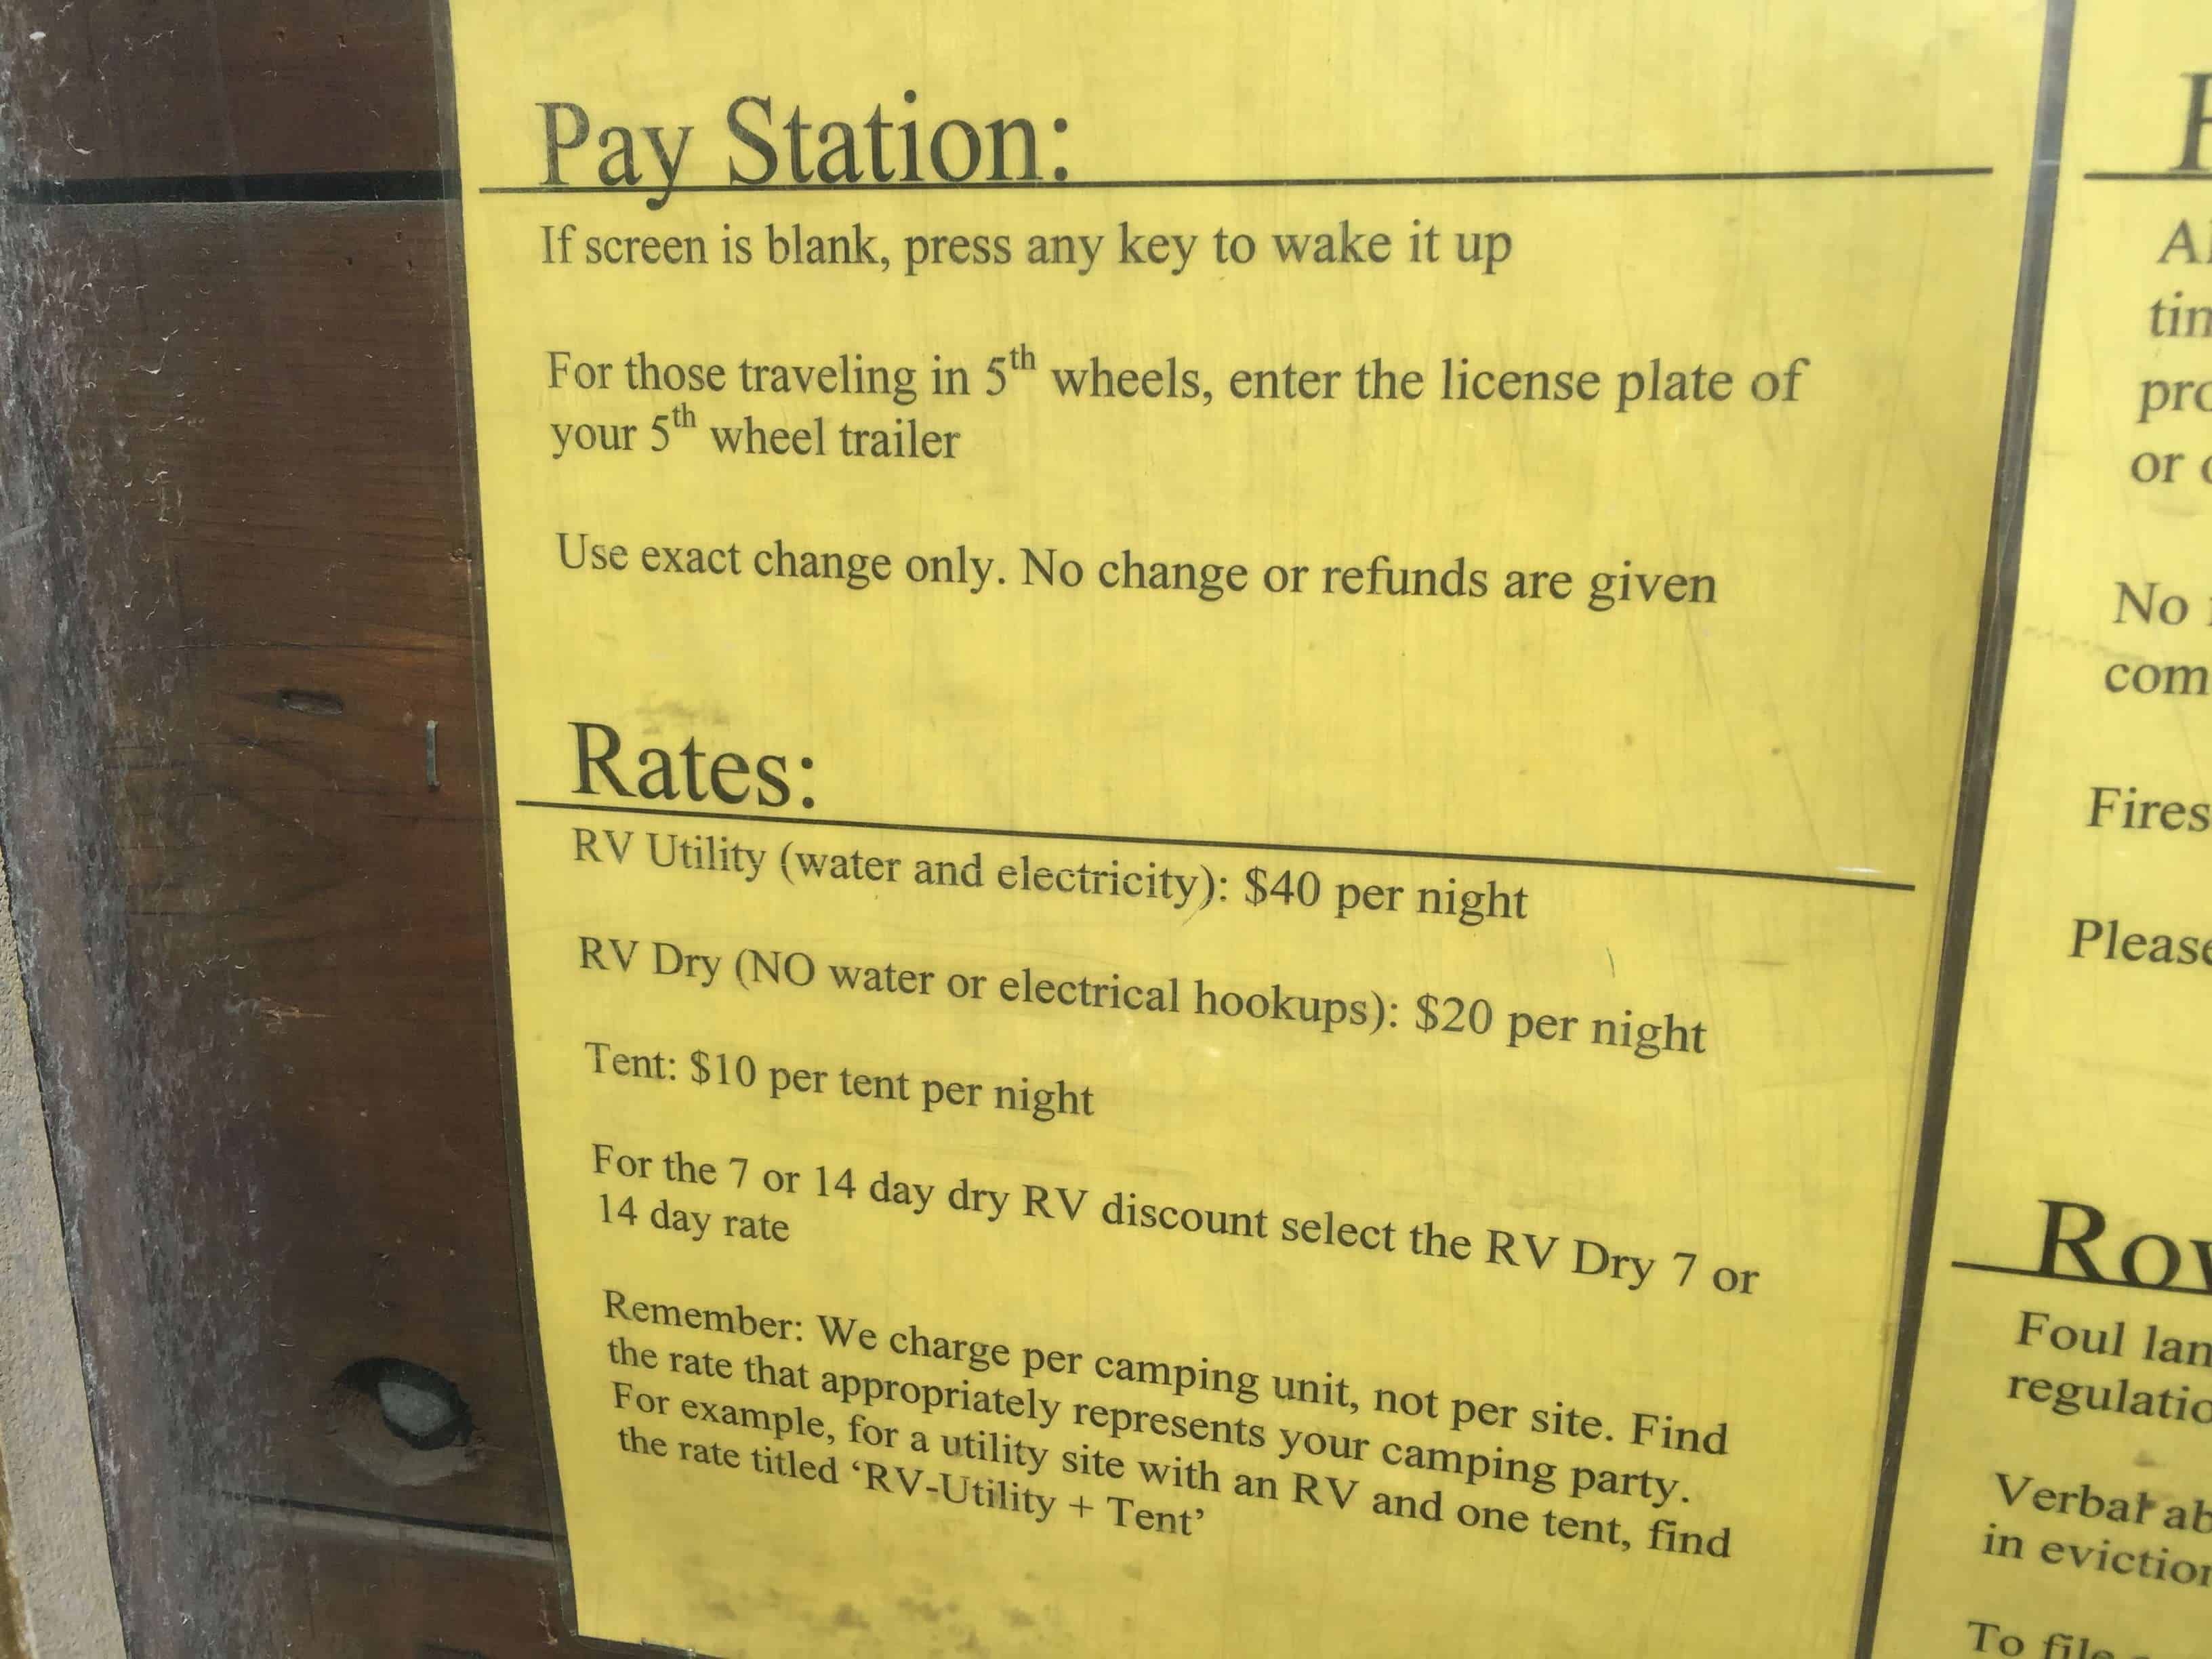 Pay Station:
If screen is blank, press any key to wake it up
For those traveling in 5th wheels, enter the license plate of
your 5th wheel trailer
Use exact change only. No change or refunds are given
Rates:
RV Utility (water and electricity): $40 per night
RV Dry (NO water or electrical hookups): $20 per night
Tent: $10 per tent per night
For the 7 or 14 day dry RV discount select the RV Dry 7 or
14 day rate
Remember: We charge per camping unit, not per site. Find
the rate that appropriately represents your camping party.
For example, for a utility site with an RV and one tent, find
the rate titled ‘RV-Utility + Tent’
or
No
Fires
Please
Foul
Verbal
in
To file